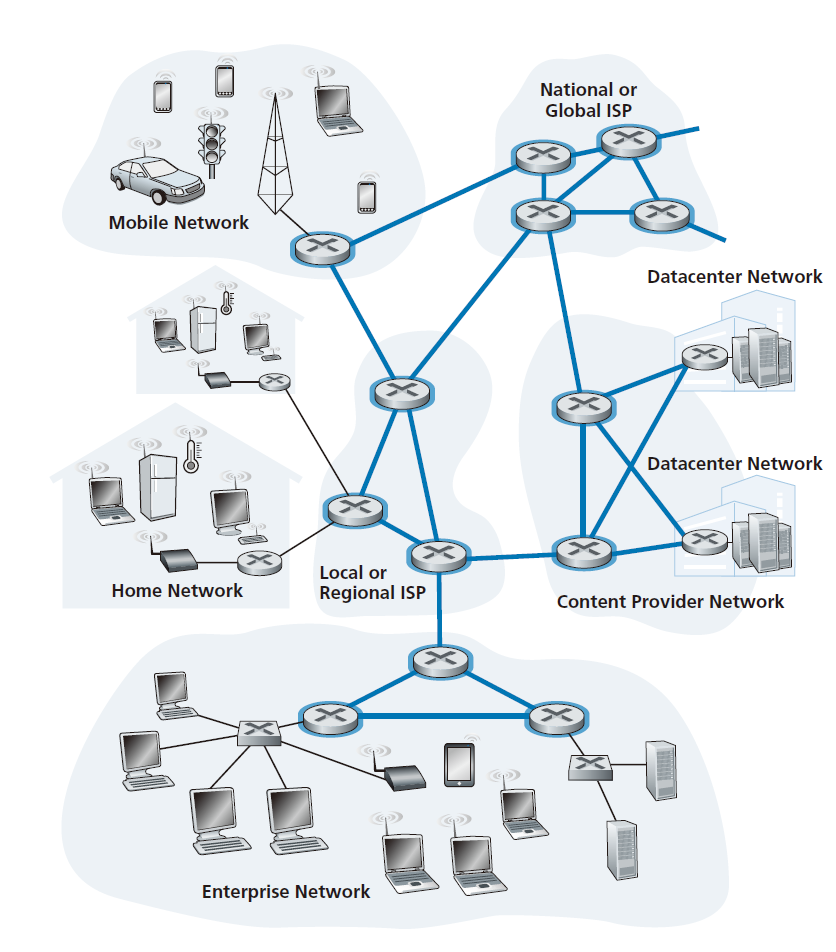 National or
Global ISP
Mobile Network
Datacenter Network
Datacenter Network
Home Network
Local or
Regional ISP
Content Provider Network
Enterprise Network